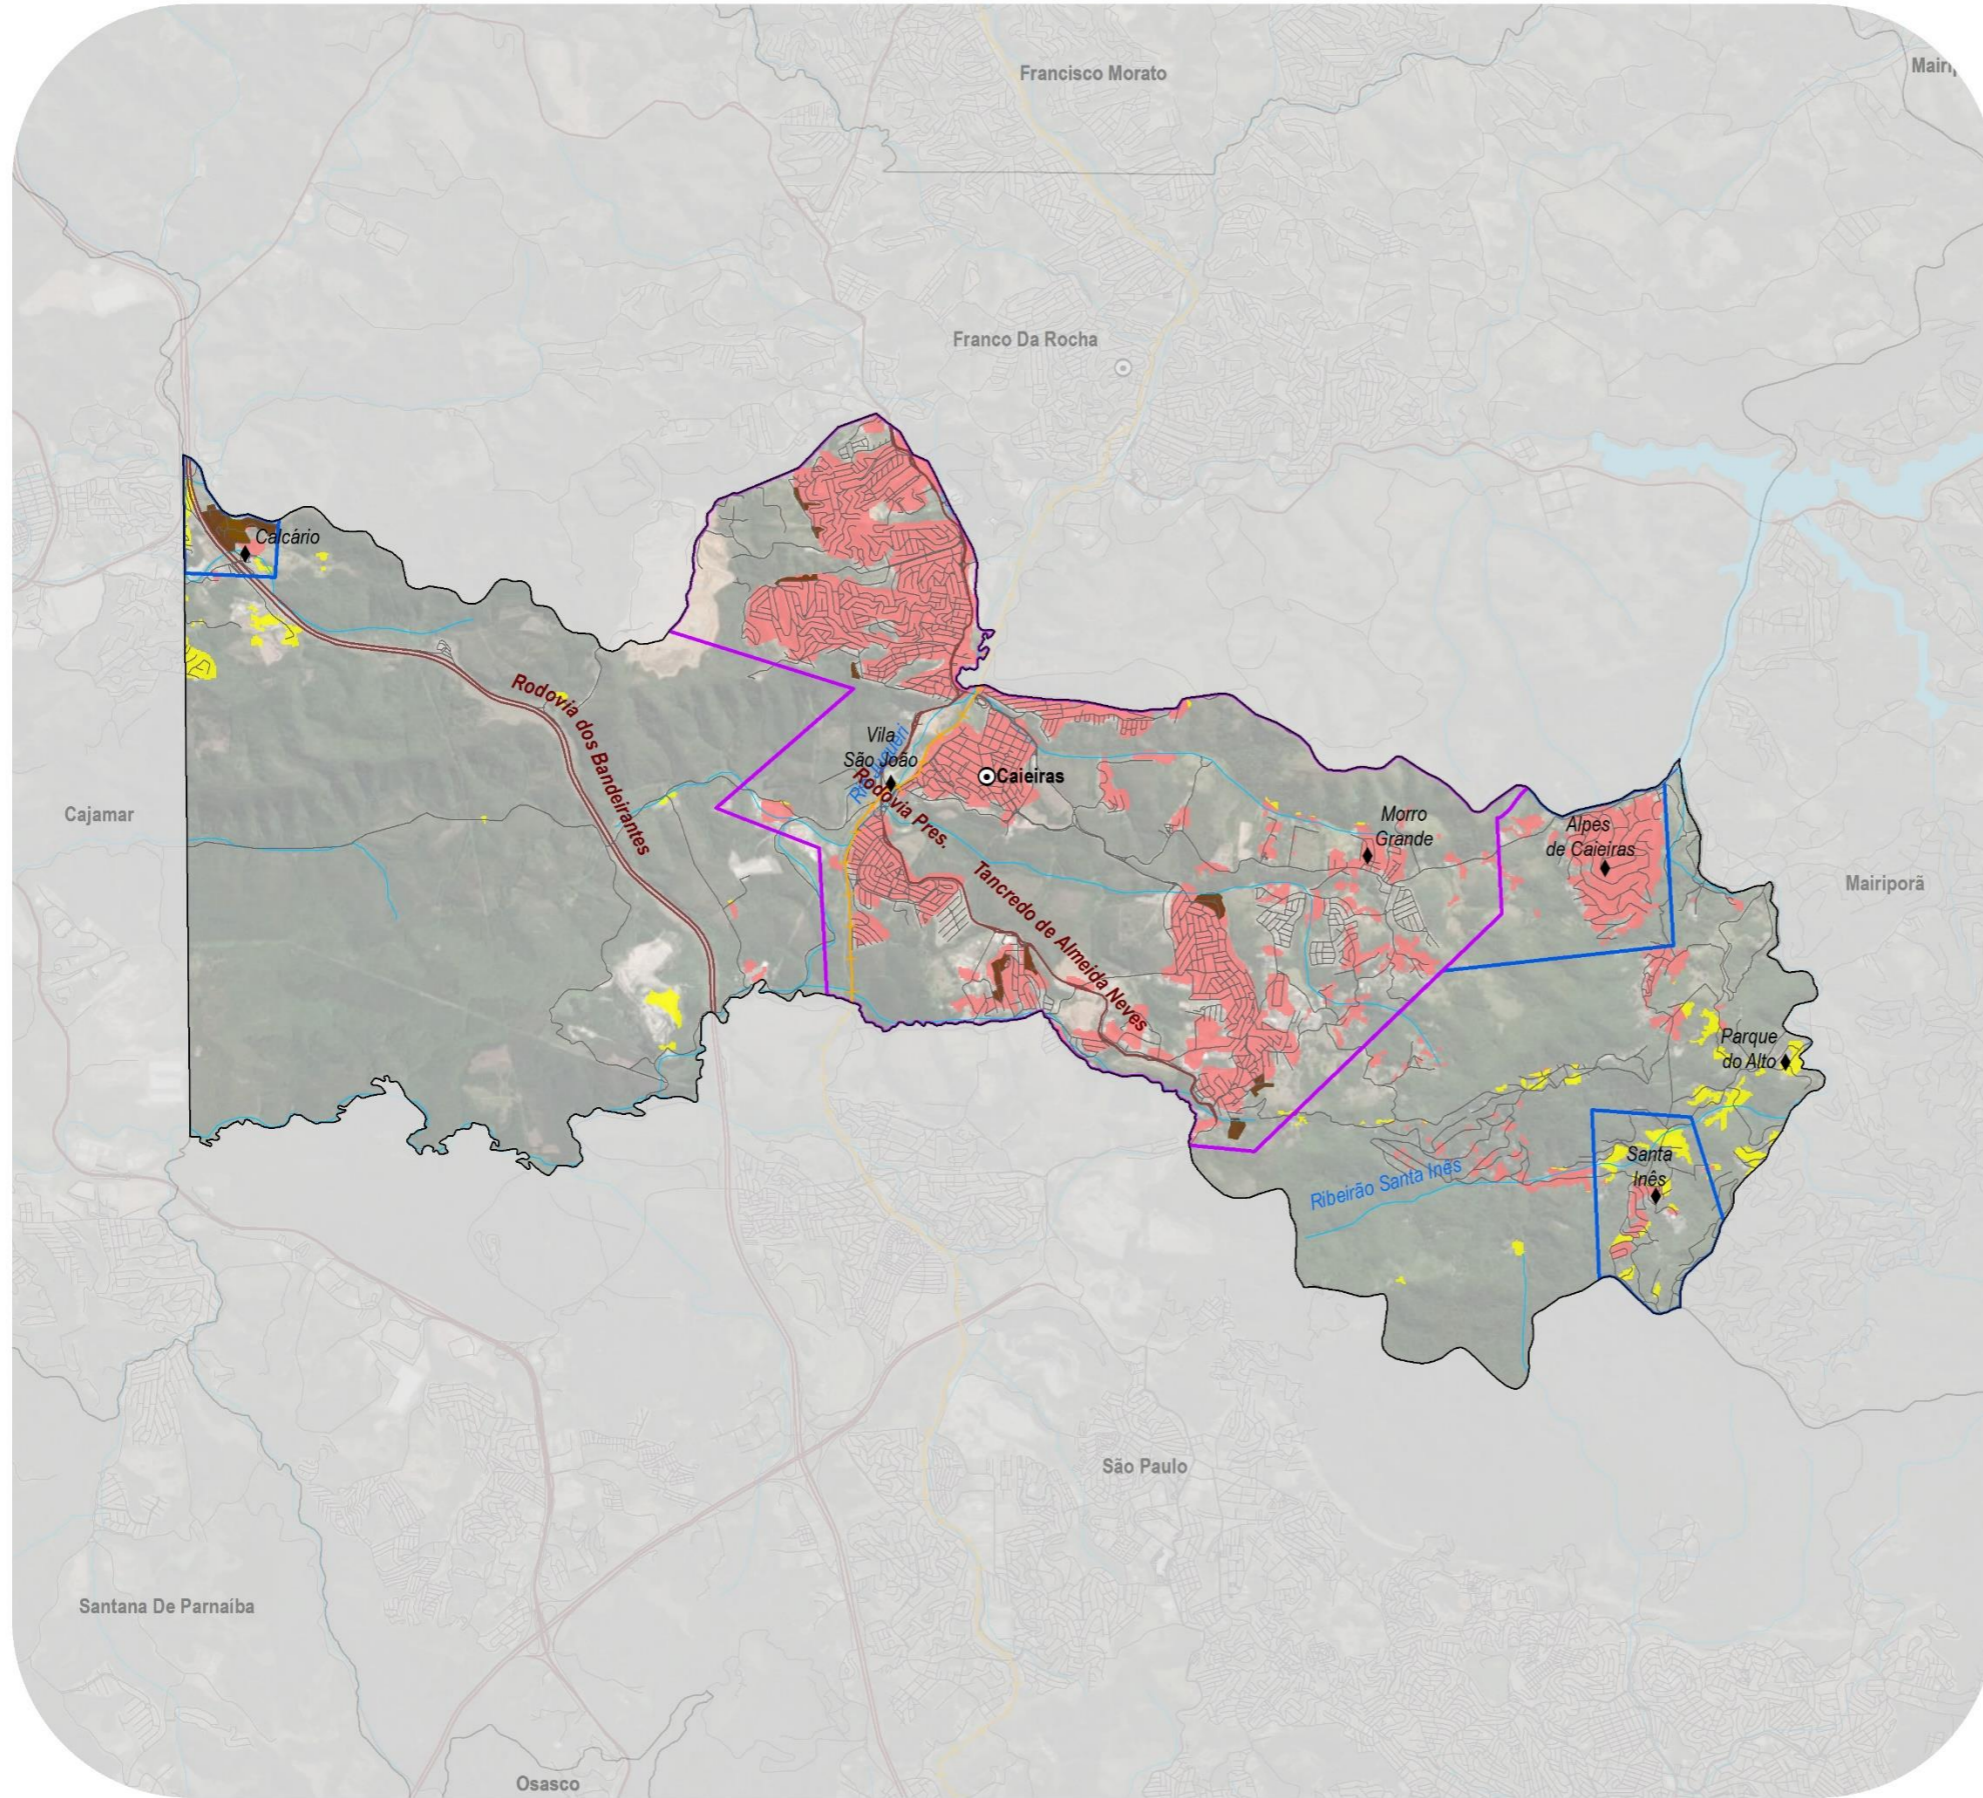 Francisco Morato
Franco Da Rocha
Calcário
Rodovia dos Bandeirantes
Vila
São João
Caieiras
Rodovia Pres.
Tancredo de Almeida Neves
Morro
Grande
Alpes
de Caieiras
Cajamar
Mairiporã
Parque
do Alto
Santa
Inês
Ribeirão Santa Inês
São Paulo
Santana De Parnaíba
Osasco